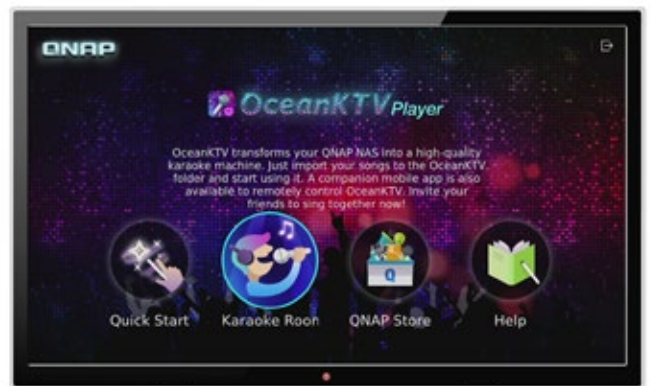 QNAP
OceanKTV Player
OceanKTV transforms your QNAP NAS into a high-quality
karaoke machine. Just import your songs to the OceanKTV
folder and start using it. A companion mobile app is also
available to remotely control OceanKTV. Invite your
friends to sing together now!
Q
Quick Start
Karaoke Roon
QNAP Store
Help